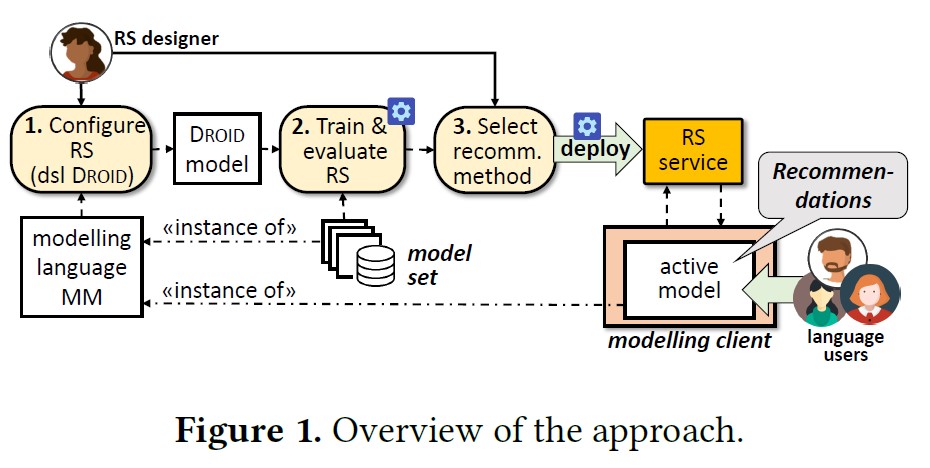 RS designer
1. Configure
RS
(dsl DROID)
DROID
model
2. Train &
evaluate
RS
3. Select
recomm.
method
deploy
RS
service
Recommen-
dations
modelling
language
MM
«instance of»
«instance of»
model
set
active
model
modelling client
language
users
Figure 1. Overview of the approach.